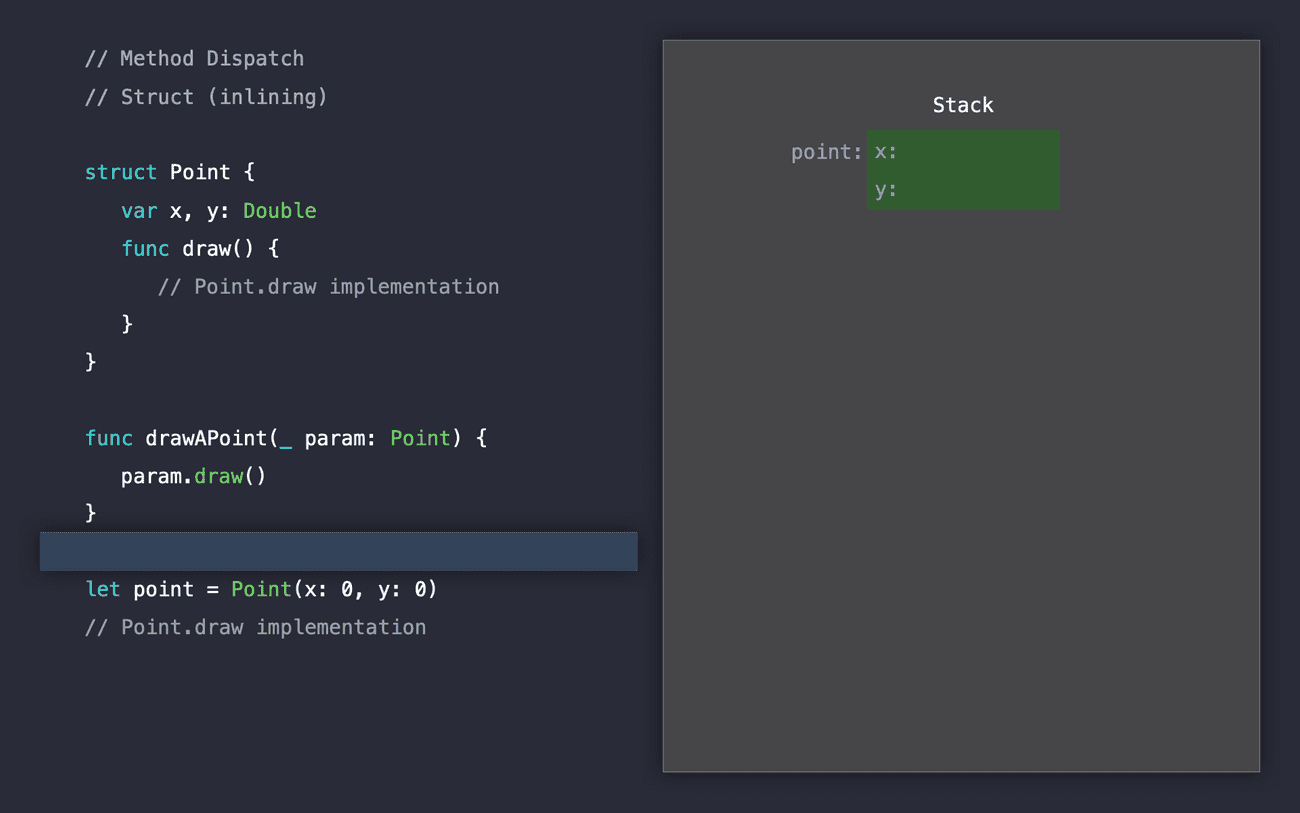 // Method Dispatch
// Struct (inlining)
struct Point {
var x, y: Double
func draw() {
// Point.draw implementation
}
}
func drawAPoint(_ param: Point) {
param.draw()
}
let point = Point(x: 0, y: 0)
// Point.draw implementation
Stack
point: x:
y: